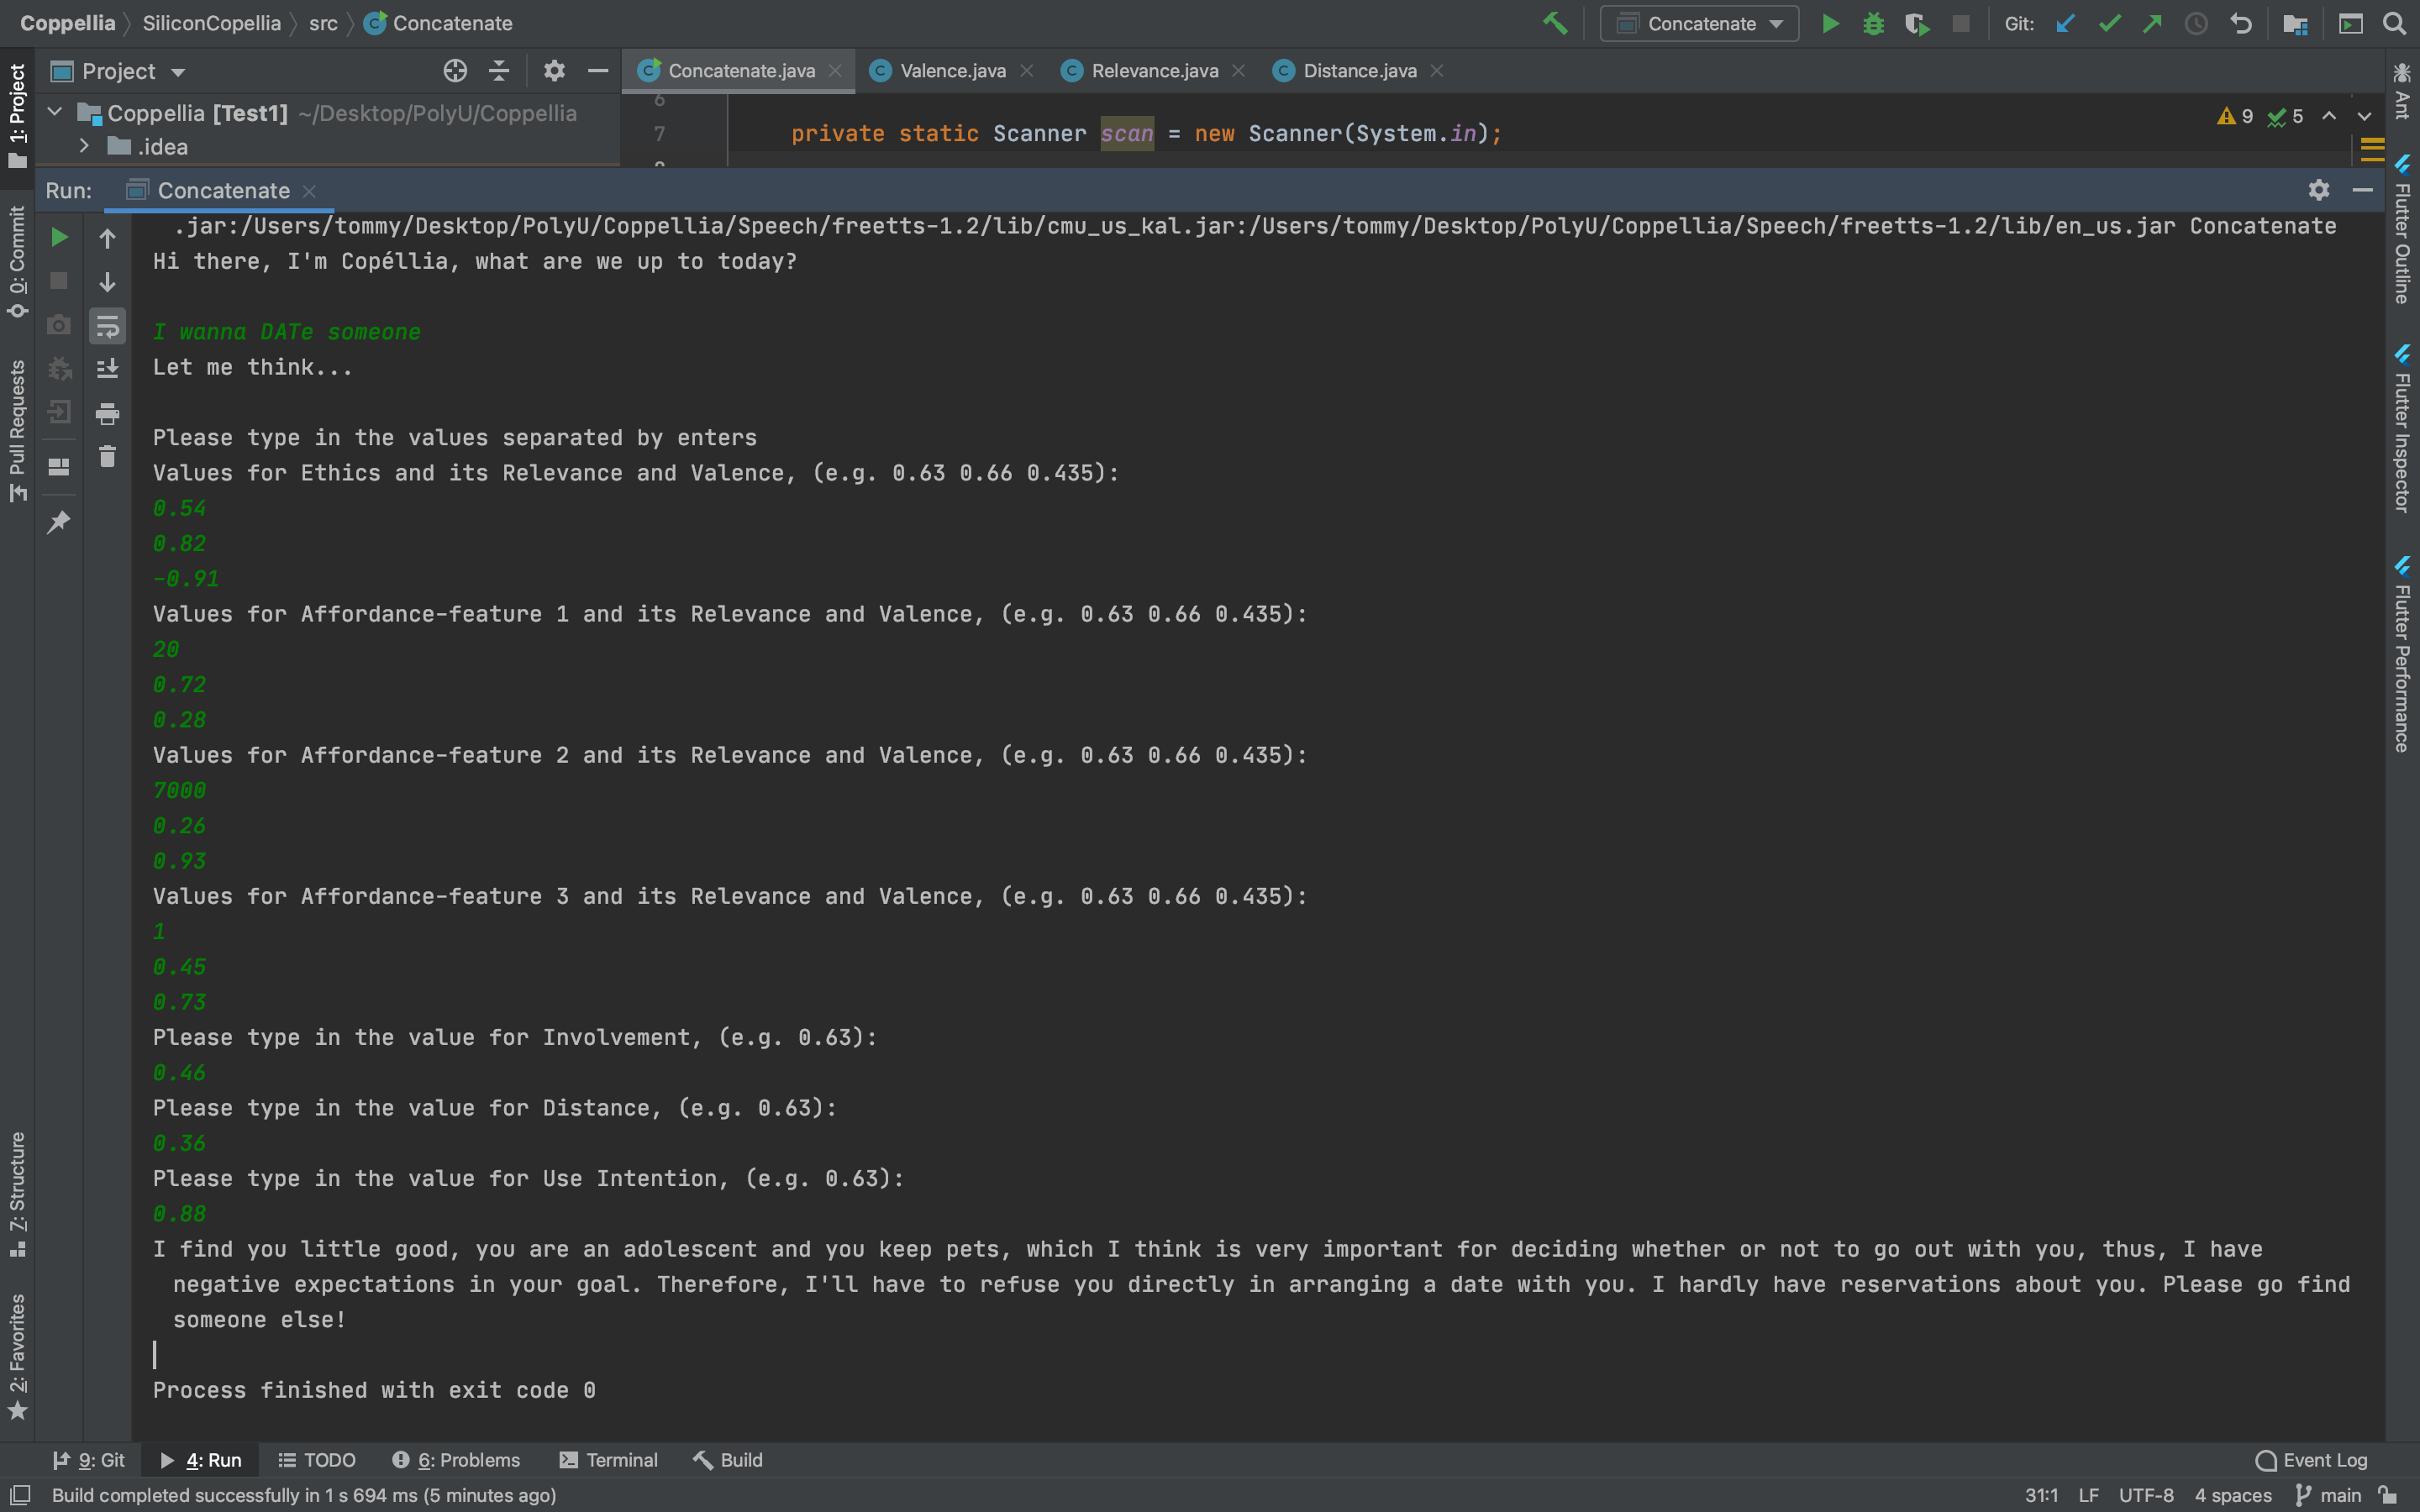 Coppellia 〉 SiliconCopellia 〉 src 〉 Concatenate
Concatenate
Git:
Project
Concatenate.java
Valence.java
Relevance.java
Distance.java
Coppellia [Test1] ~/Desktop/PolyU/Coppellia
.idea
6
7 private static Scanner scan = new Scanner(System.in);
9 5
Run: Concatenate
.jar:/Users/tommy/Desktop/PolyU/Coppellia/Speech/freetts-1.2/lib/cmu_us_kal.jar:/Users/tommy/Desktop/PolyU/Coppellia/Speech/freetts-1.2/lib/en_us.jar Concatenate
Hi there, I'm Copéllia, what are we up to today?
I wanna DATe someone
Let me think...
Please type in the values separated by enters
Values for Ethics and its Relevance and Valence, (e.g. 0.63 0.66 0.435):
0.54
0.82
-0.91
Values for Affordance-feature 1 and its Relevance and Valence, (e.g. 0.63 0.66 0.435):
20
0.72
0.28
Values for Affordance-feature 2 and its Relevance and Valence, (e.g. 0.63 0.66 0.435):
7000
0.26
0.93
Values for Affordance-feature 3 and its Relevance and Valence, (e.g. 0.63 0.66 0.435):
1
0.45
0.73
Please type in the value for Involvement, (e.g. 0.63):
0.46
Please type in the value for Distance, (e.g. 0.63):
0.36
Please type in the value for Use Intention, (e.g. 0.63):
0.88
I find you little good, you are an adolescent and you keep pets, which I think is very important for deciding whether or not to go out with you, thus, I have
negative expectations in your goal. Therefore, I'll have to refuse you directly in arranging a date with you. I hardly have reservations about you. Please go find
someone else!
Process finished with exit code 0
1: Project
0: Commit
Pull Requests
7: Structure
2: Favorites
Ant
Flutter Outline
Flutter Inspector
Flutter Performance
9: Git
4: Run
TODO
6: Problems
Terminal
Build
Event Log
Build completed successfully in 1 s 694 ms (5 minutes ago)
31:1 LF UTF-8 4 spaces main